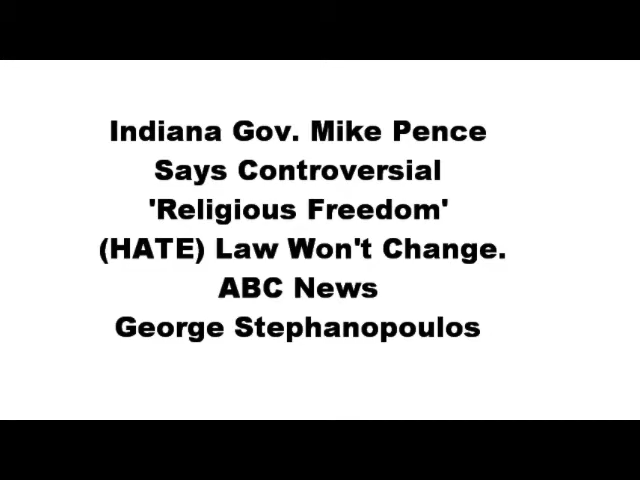 Indiana Gov. Mike Pence
Says Controversial
'Religious Freedom'
(HATE) Law Won't Change.
ABC News
George Stephanopoulos